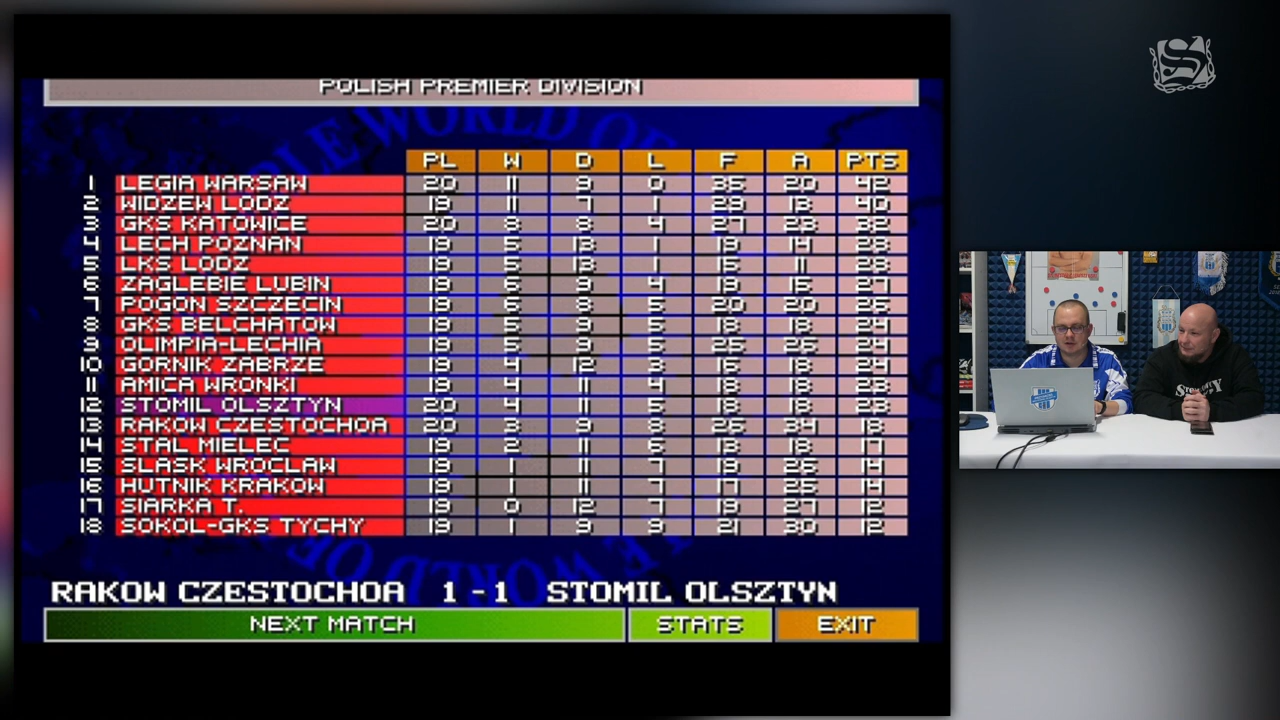 POLISH PREMIER DIVISION
PL W D L F A PTS
1 LEGIA WARSAW 20 11 9 0 35 20 42
2 WIDZEW LODZ 19 11 7 1 29 13 40
3 GKS KATOWICE 20 8 8 4 27 23 32
4 LECH POZNAN 19 5 13 1 19 14 28
5 LKS LODZ 19 5 13 1 15 11 28
6 ZAGLEBIE LUBIN 19 6 9 4 19 15 27
7 POGON SZCZECIN 19 6 8 5 20 20 26
8 GKS BELCHATOW 19 5 9 5 18 18 24
9 OLIMPIA-LECHIA 19 5 9 5 24
10 GORNIK ZABRZE 19 4 12 3 18 24
11 AMICA WRONKI 19 4 11 4 18 18 23
12 STOMIL OLSZTYN 20 4 11 5 18 18 23
13 RAKOW CZESTOCHOA 20 3 9 8 26 34 18
14 STAL MIELEC 19 2 11 6 13 18 17
15 SLASK WROCLAW 19 1 11 7 19 26 14
16 HUTNIK KRAKOW 19 1 11 7 17 25 14
17 SIARKA T. 19 0 12 7 19 27 12
18 SOKOL-GKS TYCHY 19 1 9 9 21 30 12
RAKOW CZESTOCHOA 1 - 1 STOMIL OLSZTYN
NEXT MATCH STATS EXIT